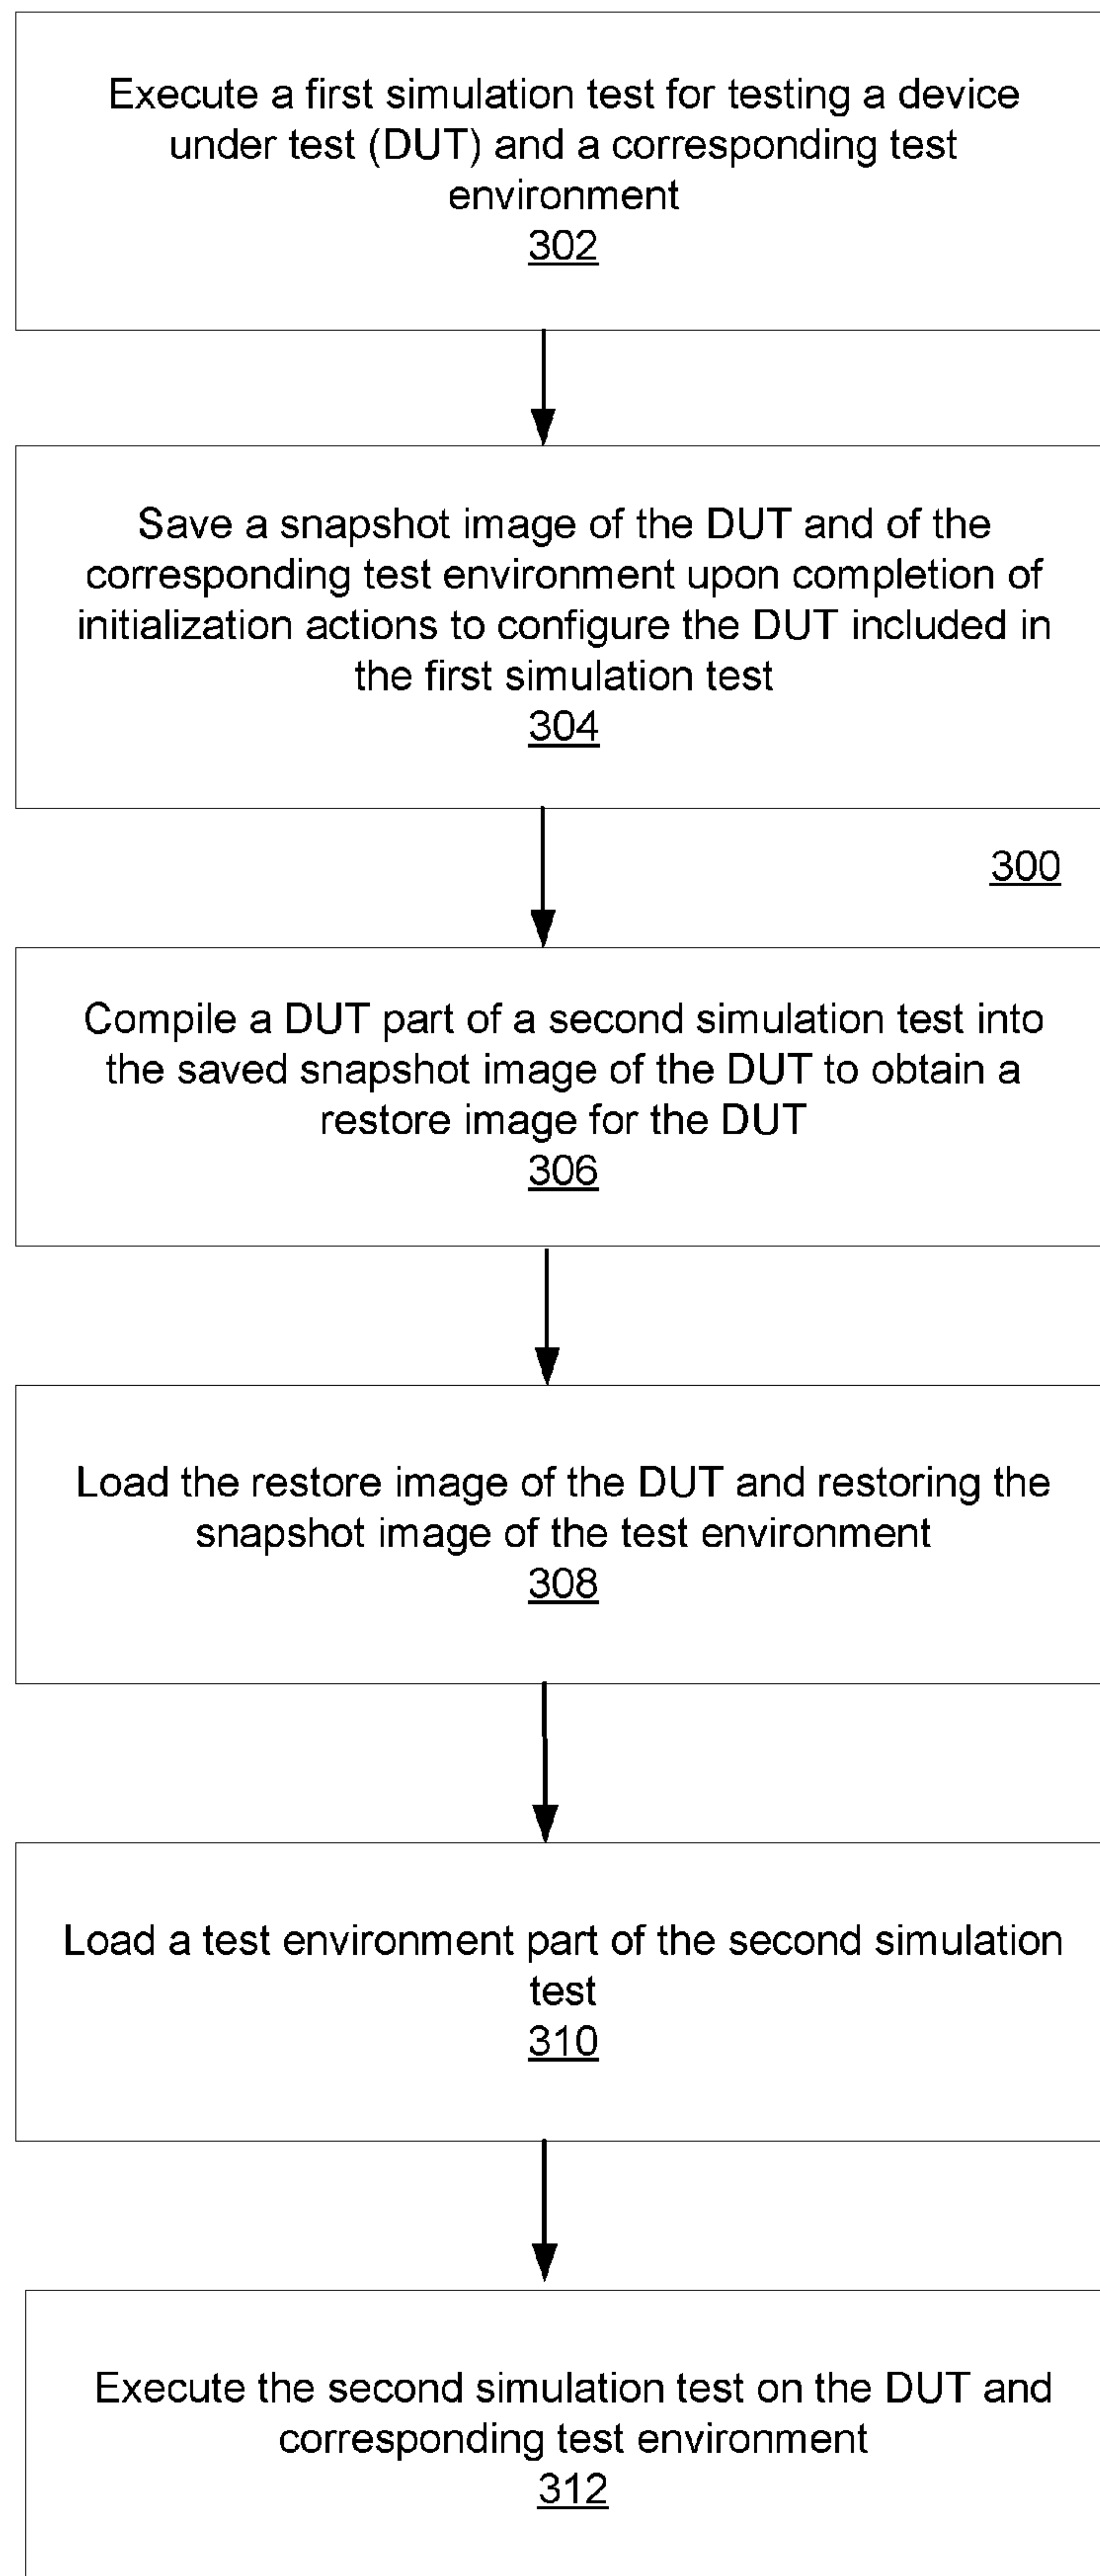 Execute a first simulation test for testing a device
under test (DUT) and a corresponding test
environment
302
Save a snapshot image of the DUT and of the
corresponding test environment upon completion of
initialization actions to configure the DUT included in
the first simulation test
304
300
Compile a DUT part of a second simulation test into
the saved snapshot image of the DUT to obtain a
restore image for the DUT
306
Load the restore image of the DUT and restoring the
snapshot image of the test environment
308
Load a test environment part of the second simulation
test
310
Execute the second simulation test on the DUT and
corresponding test environment
312